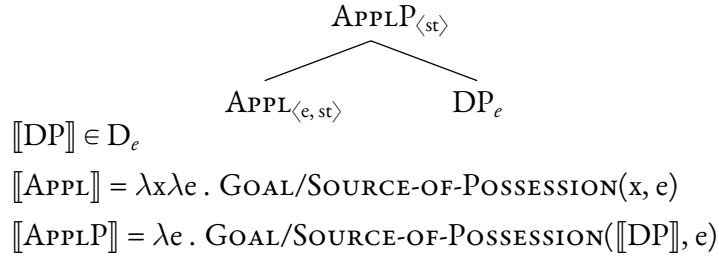 APPLP⟨st⟩
APPL⟨e, st⟩ DPe
⟦DP⟧ ∈ De
⟦APPL⟧ = λxλe . GOAL/SOURCE-OF-POSSESSION(x, e)
⟦APPLP⟧ = λe . GOAL/SOURCE-OF-POSSESSION(⟦DP⟧, e)